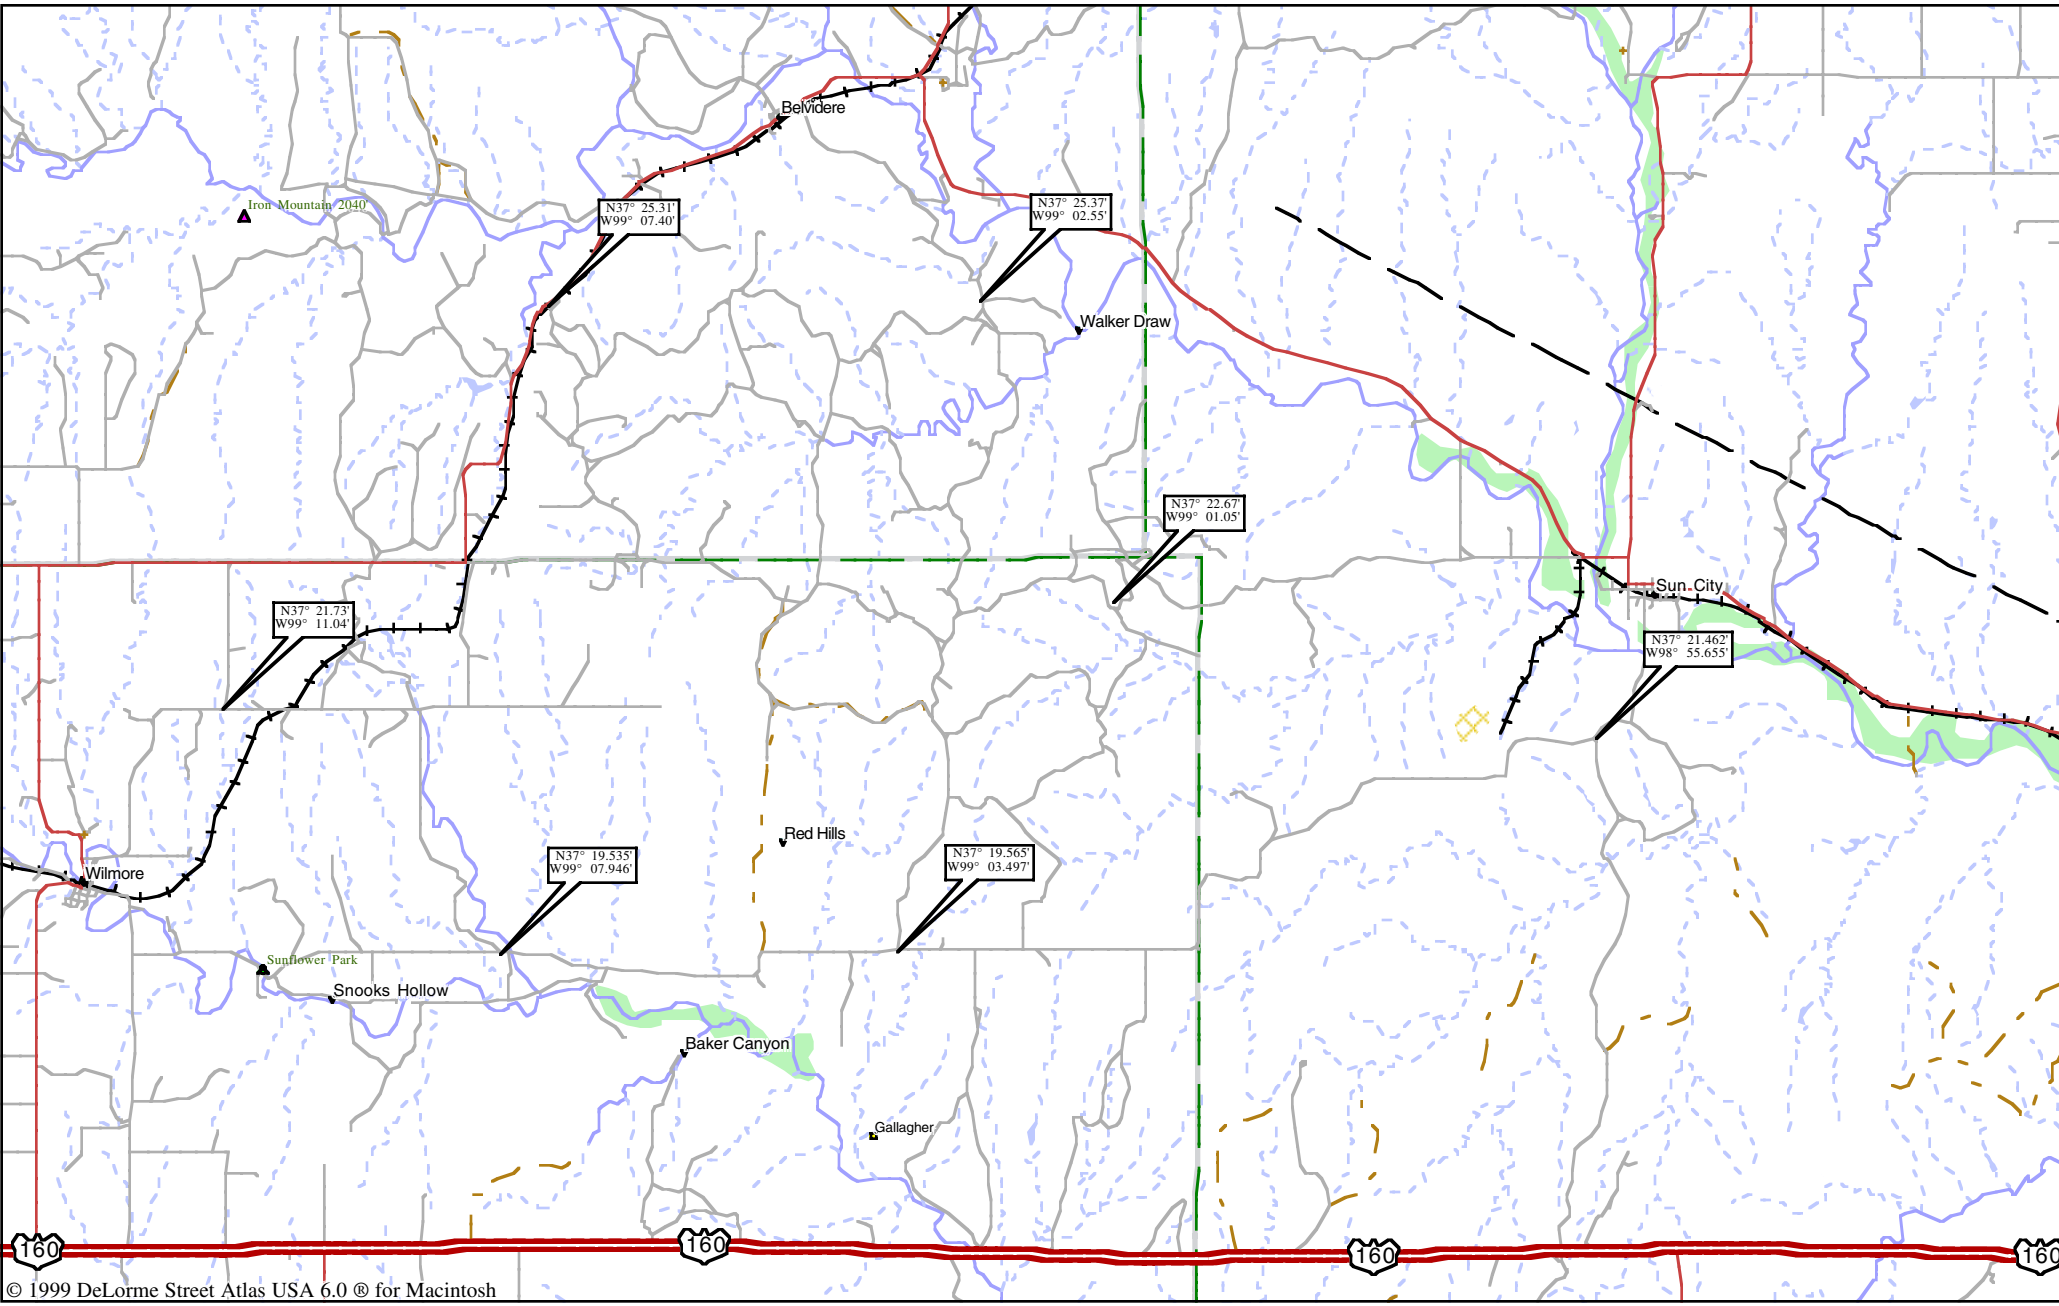 Belvidere
Iron Mountain 2040'
N37° 25.31'
W99° 07.40'
N37° 25.37'
W99° 02.55'
Walker Draw
N37° 22.67'
W99° 01.05'
Sun City
N37° 21.73'
W99° 11.04'
N37° 21.462'
W98° 55.655'
Red Hills
N37° 19.535'
W99° 07.946'
N37° 19.565'
W99° 03.497'
Wilmore
Sunflower Park
Snooks Hollow
Baker Canyon
Gallagher
160
160
160
160
© 1999 DeLorme Street Atlas USA 6.0 ® for Macintosh